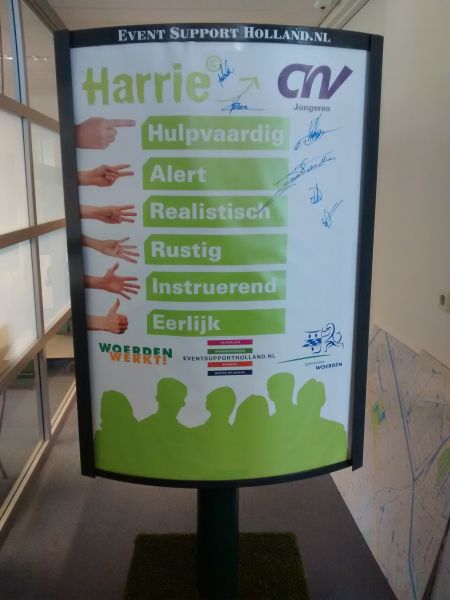 EVENT SUPPORT HOLLAND.NL
Harrie©
CNV
Jongeren
Hulpvaardig
Alert
Realistisch
Rustig
Instruerend
Eerlijk
WOERDEN
WERKT!
EVENTSUPPORTHOLLAND.NL
WOERDEN